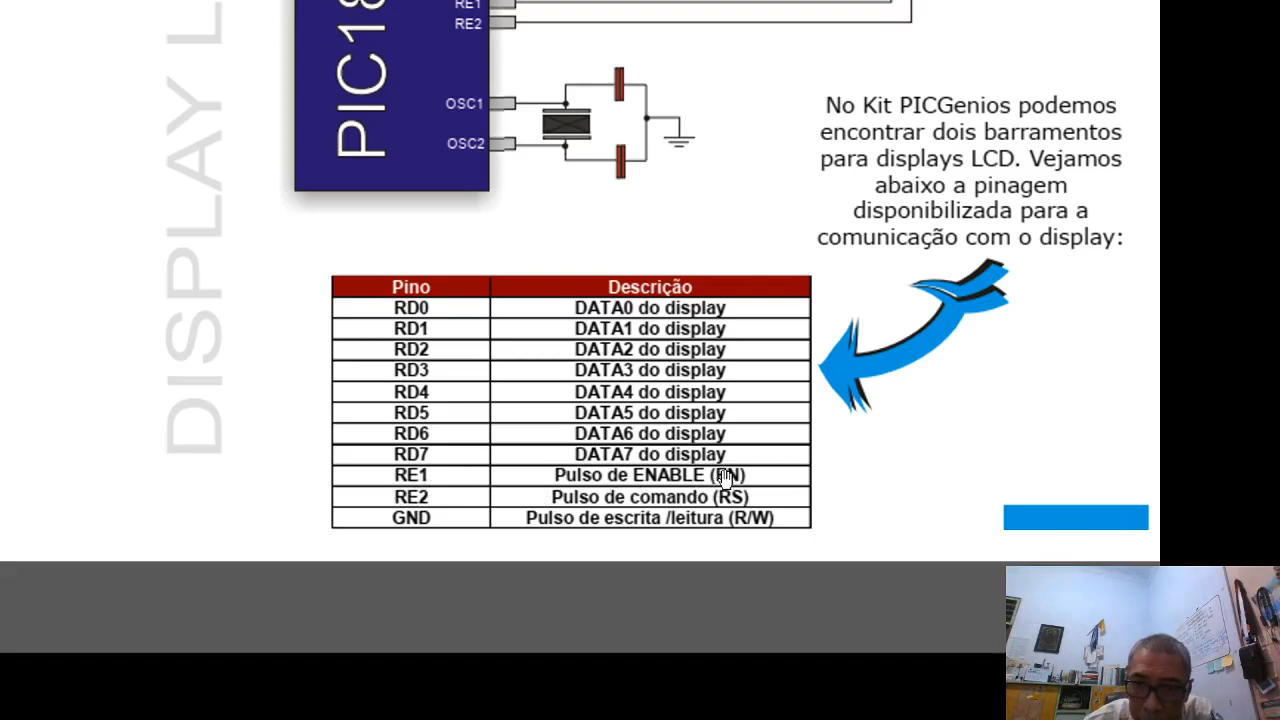 DISPLAY L
PIC18
RE1
RE2
OSC1
OSC2
No Kit PICGenios podemos
encontrar dois barramentos
para displays LCD. Vejamos
abaixo a pinagem
disponibilizada para a
comunicação com o display:
Pino Descrição
RD0 DATA0 do display
RD1 DATA1 do display
RD2 DATA2 do display
RD3 DATA3 do display
RD4 DATA4 do display
RD5 DATA5 do display
RD6 DATA6 do display
RD7 DATA7 do display
RE1 Pulso de ENABLE (EN)
RE2 Pulso de comando (RS)
GND Pulso de escrita /leitura (R/W)